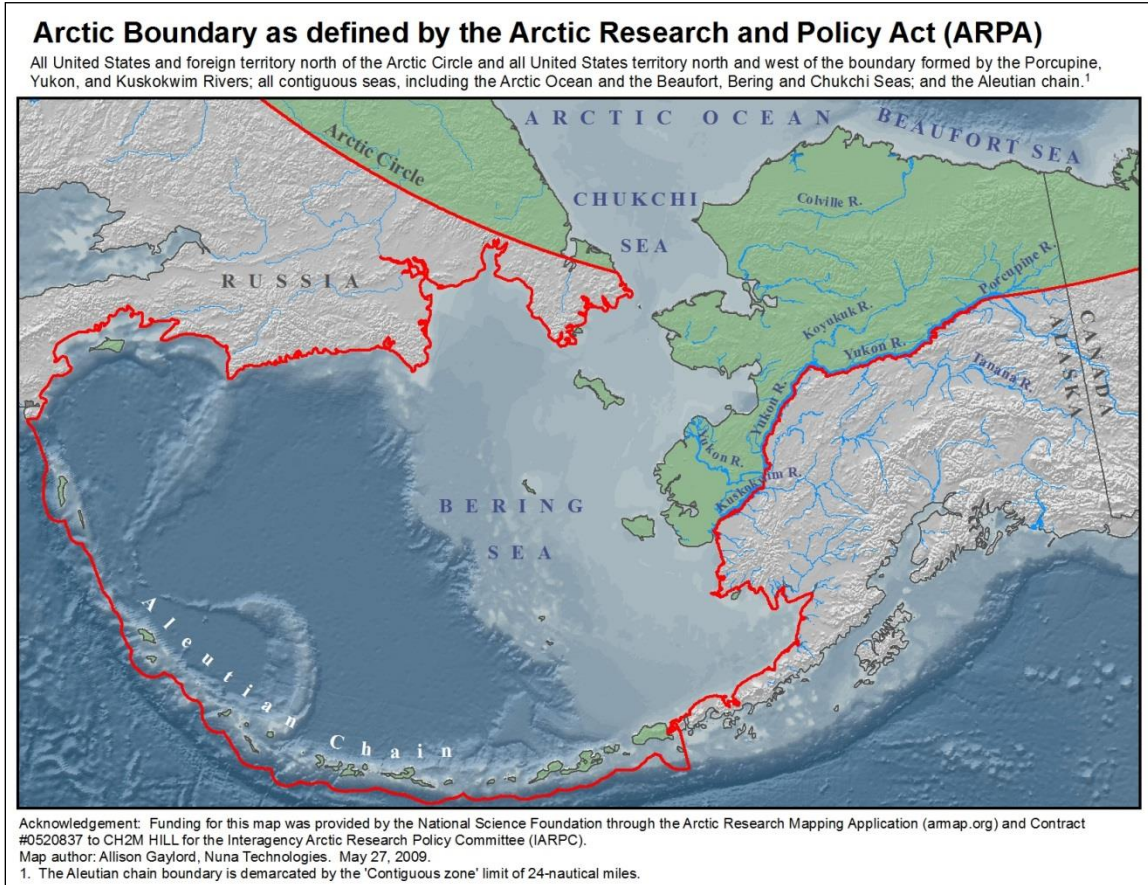 Arctic Boundary as defined by the Arctic Research and Policy Act (ARPA)
All United States and foreign territory north of the Arctic Circle and all United States territory north and west of the boundary formed by the Porcupine,
Yukon, and Kuskokwim Rivers; all contiguous seas, including the Arctic Ocean and the Beaufort, Bering and Chukchi Seas; and the Aleutian chain.1
ARCTIC OCEAN
BEAUFORT SEA
Arctic Circle
CHUKCHI
SEA
Colville R.
RUSSIA
Porcupine R.
Koyukuk R.
Yukon R.
CANADA
ALASKA
Tanana R.
Yukon R.
Yukon R.
Kuskokwim R.
BERING
SEA
Aleutian
Chain
Acknowledgement: Funding for this map was provided by the National Science Foundation through the Arctic Research Mapping Application (armap.org) and Contract
#0520837 to CH2M HILL for the Interagency Arctic Research Policy Committee (IARPC).
Map author: Allison Gaylord, Nuna Technologies. May 27, 2009.
1. The Aleutian chain boundary is demarcated by the 'Contiguous zone' limit of 24-nautical miles.